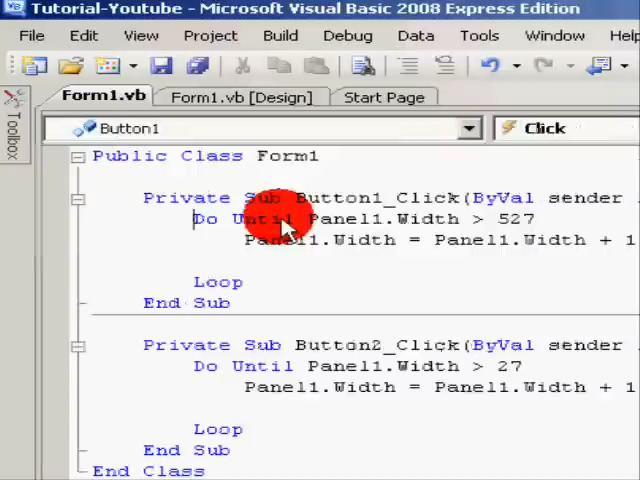 Tutorial-Youtube - Microsoft Visual Basic 2008 Express Edition
File Edit View Project Build Debug Data Tools Window Help
Form1.vb Form1.vb [Design] Start Page
Toolbox
Button1 Click
Public Class Form1
Private Sub Button1_Click(ByVal sender
Do Until Panel1.Width > 527
Panel1.Width = Panel1.Width + 1
Loop
End Sub
Private Sub Button2_Click(ByVal sender
Do Until Panel1.Width > 27
Panel1.Width = Panel1.Width + 1
Loop
End Sub
End Class